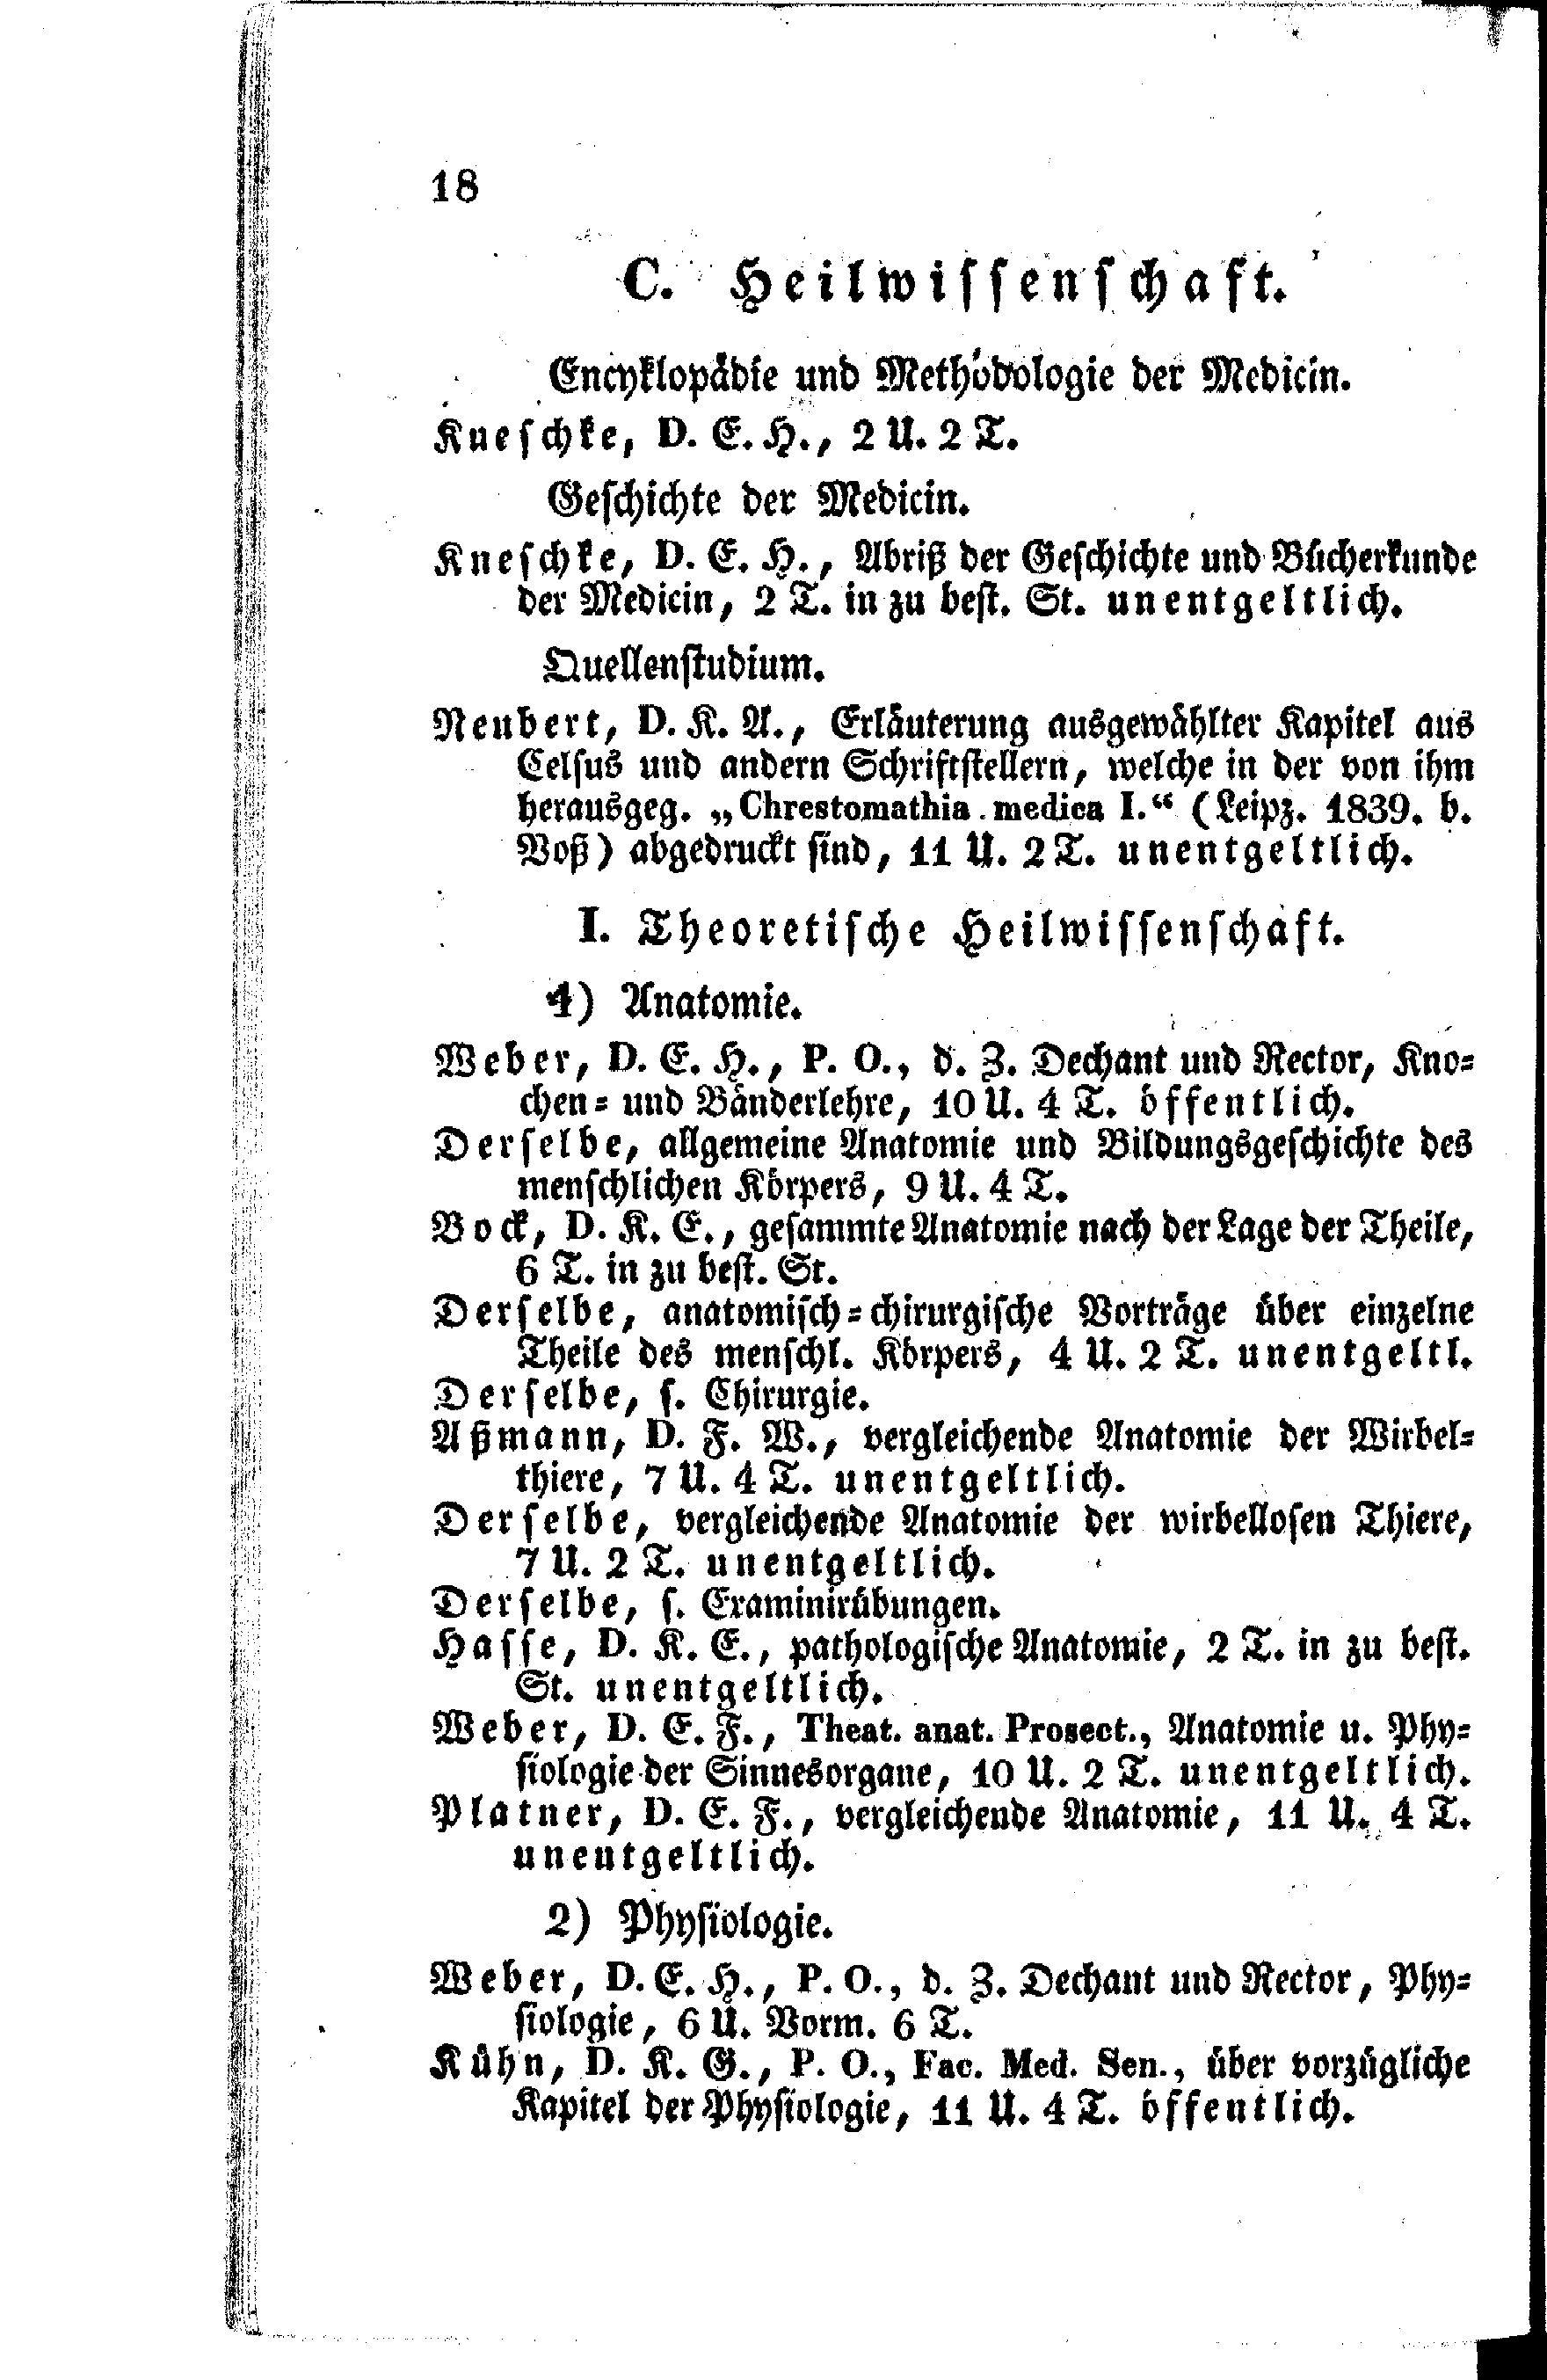 18
C. Heilwissenschaft.
Encyklopädie und Methodologie der Medicin.
Kneschke, D. E. H., 2 U. 2 T.
Geschichte der Medicin.
Kneschke, D. E. H., Abriß der Geschichte und Bücherkunde
der Medicin, 2 T. in zu best. St. unentgeltlich.
Quellenstudium.
Neubert, D. K. A., Erläuterung ausgewählter Kapitel aus
Celsus und andern Schriftstellern, welche in der von ihm
herausgeg. „Chrestomathia medica I.“ (Leipz. 1839. b.
Voß) abgedruckt sind, 11 U. 2 T. unentgeltlich.
I. Theoretische Heilwissenschaft.
1) Anatomie.
Weber, D. E. H., P. O., d. Z. Dechant und Rector, Kno-
chen- und Bänderlehre, 10 U. 4 T. öffentlich.
Derselbe, allgemeine Anatomie und Bildungsgeschichte des
menschlichen Körpers, 9 U. 4 T.
Bock, D. K. E., gesammte Anatomie nach der Lage der Theile,
6 T. in zu best. St.
Derselbe, anatomisch-chirurgische Vorträge über einzelne
Theile des menschl. Körpers, 4 U. 2 T. unentgeltl.
Derselbe, s. Chirurgie.
Aßmann, D. F. W., vergleichende Anatomie der Wirbel-
thiere, 7 U. 4 T. unentgeltlich.
Derselbe, vergleichende Anatomie der wirbellosen Thiere,
7 U. 2 T. unentgeltlich.
Derselbe, s. Examinirübungen.
Hasse, D. K. E., pathologische Anatomie, 2 T. in zu best.
St. unentgeltlich.
Weber, D. E. F., Theat. anat. Prosect., Anatomie u. Phy-
siologie der Sinnesorgane, 10 U. 2 T. unentgeltlich.
Platner, D. E. F., vergleichende Anatomie, 11 U. 4 T.
unentgeltlich.
2) Physiologie.
Weber, D. E. H., P. O., d. Z. Dechant und Rector, Phy-
siologie, 6 U. Vorm. 6 T.
Kühn, D. K. G., P. O., Fac. Med. Sen., über vorzügliche
Kapitel der Physiologie, 11 U. 4 T. öffentlich.